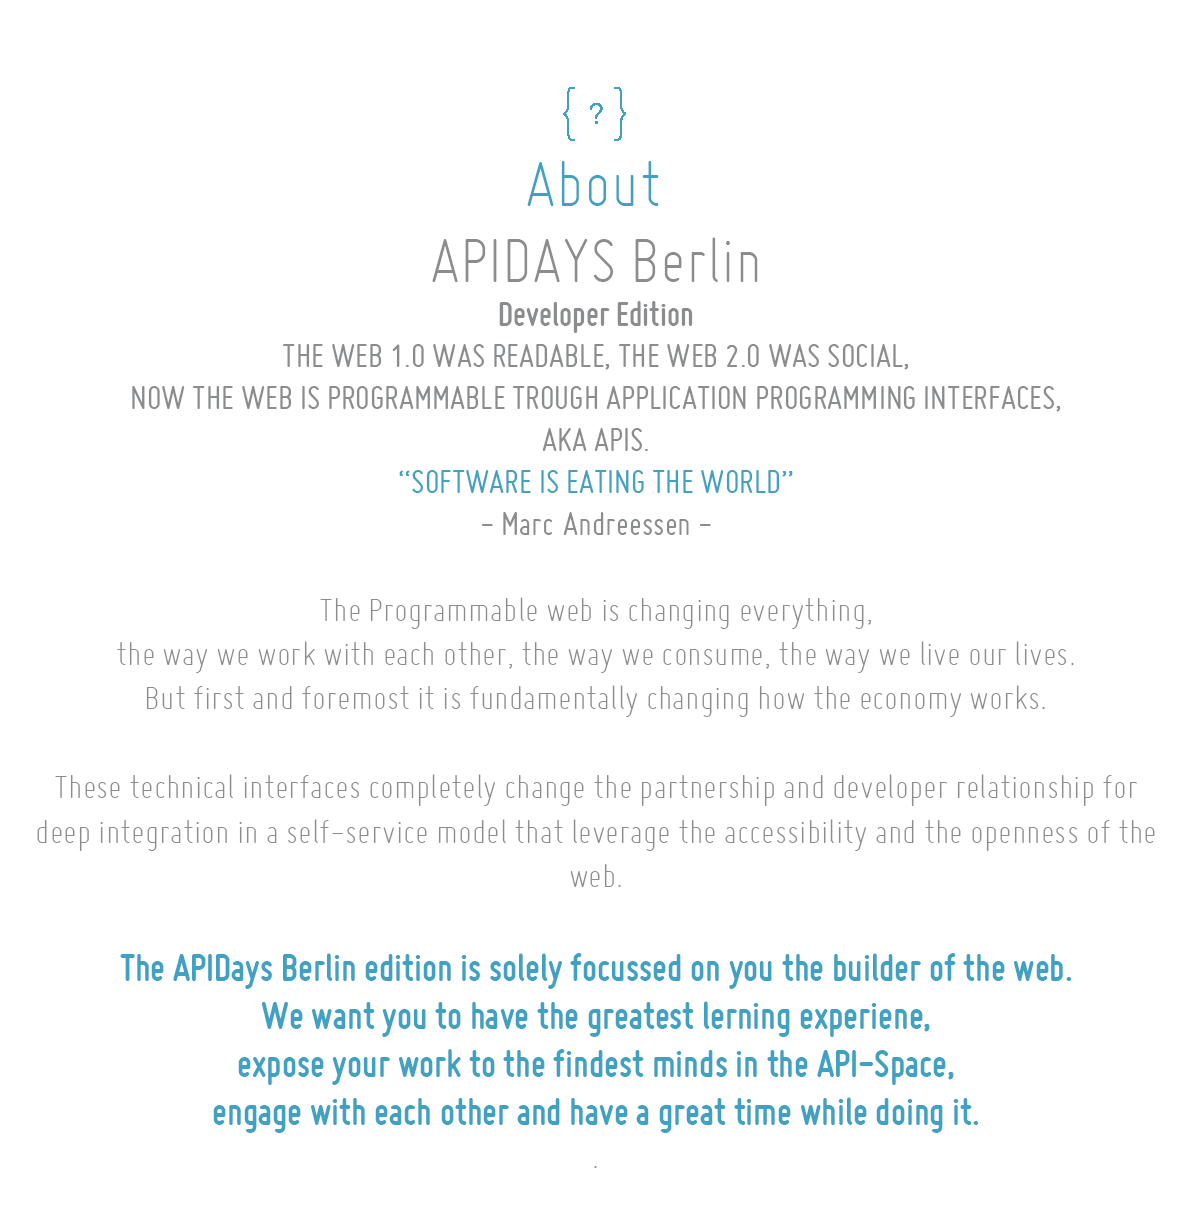 { ? }
About
APIDAYS Berlin
Developer Edition
THE WEB 1.0 WAS READABLE, THE WEB 2.0 WAS SOCIAL,
NOW THE WEB IS PROGRAMMABLE TROUGH APPLICATION PROGRAMMING INTERFACES,
AKA APIS.
“SOFTWARE IS EATING THE WORLD”
- Marc Andreessen -
The Programmable web is changing everything,
the way we work with each other, the way we consume, the way we live our lives.
But first and foremost it is fundamentally changing how the economy works.
These technical interfaces completely change the partnership and developer relationship for
deep integration in a self-service model that leverage the accessibility and the openness of the
web.
The APIDays Berlin edition is solely focussed on you the builder of the web.
We want you to have the greatest lerning experiene,
expose your work to the findest minds in the API-Space,
engage with each other and have a great time while doing it.
.